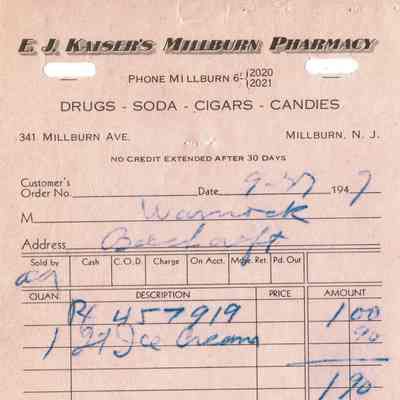 E. J. KAISER'S MILLBURN PHARMACY
PHONE MILLBURN 6-{2020
2021
DRUGS - SODA - CIGARS - CANDIES
341 MILLBURN AVE. MILLBURN, N. J.
NO CREDIT EXTENDED AFTER 30 DAYS
Customer's
Order No. Date 9-27 1947
M Warnock
Address
Sold by Cash C.O.D. Charge On Acct. Mdse. Ret. Pd. Out
QUAN. DESCRIPTION PRICE AMOUNT
Rx 457919 1 00
1 Qt Ice Cream 90
1 90